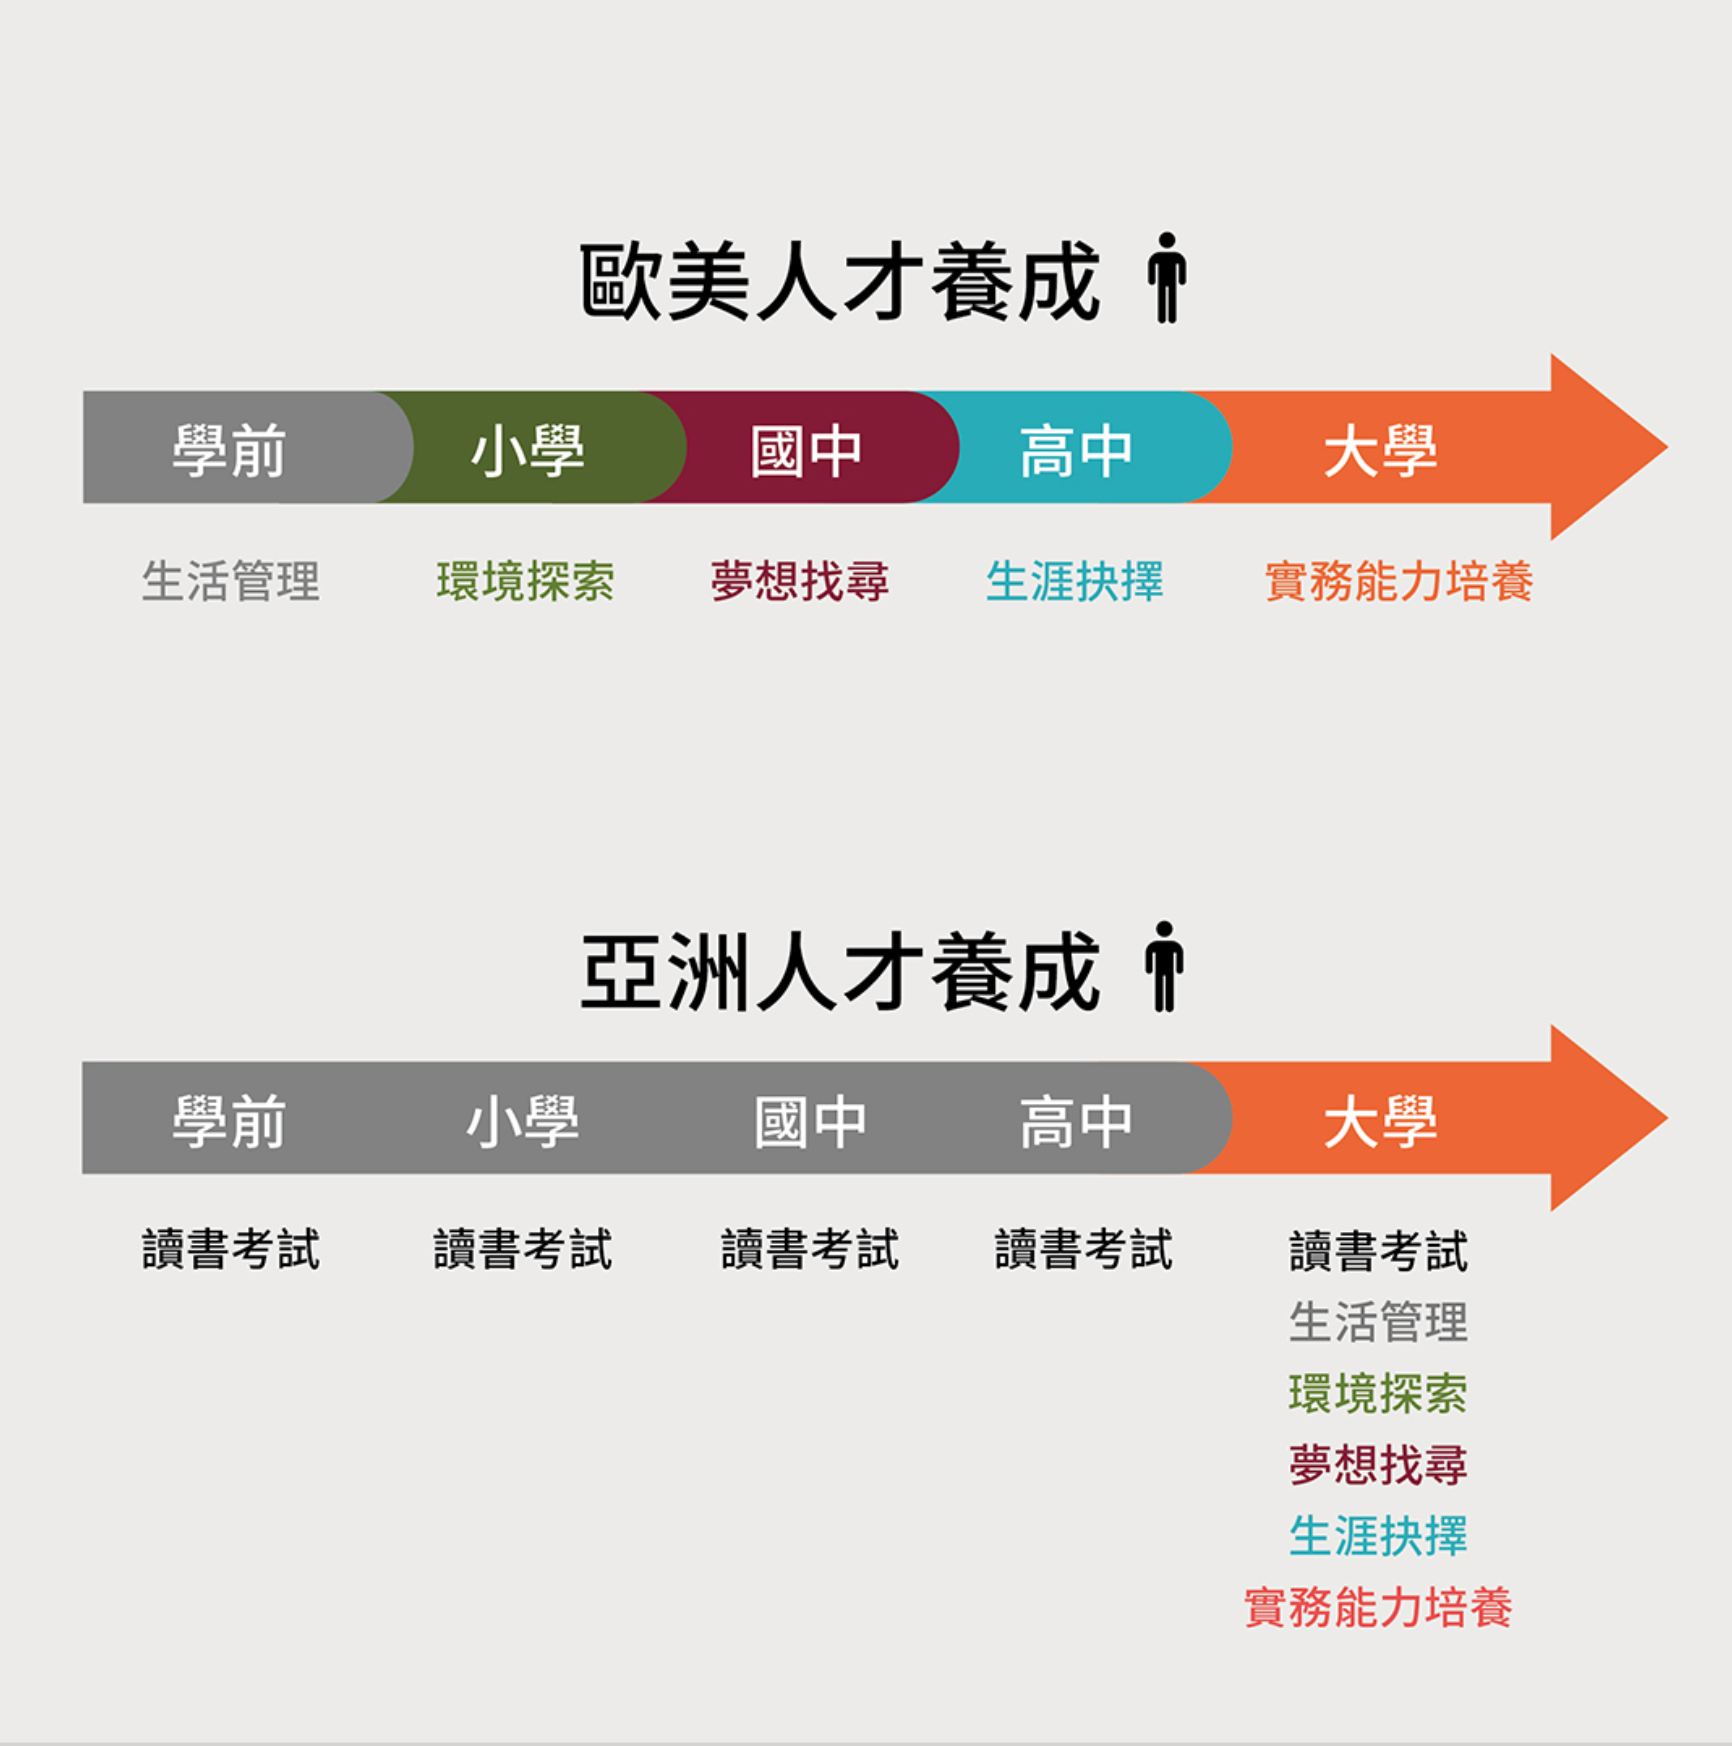 歐美人才養成
學前 小學 國中 高中 大學
生活管理 環境探索 夢想找尋 生涯抉擇 實務能力培養
亞洲人才養成
學前 小學 國中 高中 大學
讀書考試 讀書考試 讀書考試 讀書考試 讀書考試
生活管理
環境探索
夢想找尋
生涯抉擇
實務能力培養